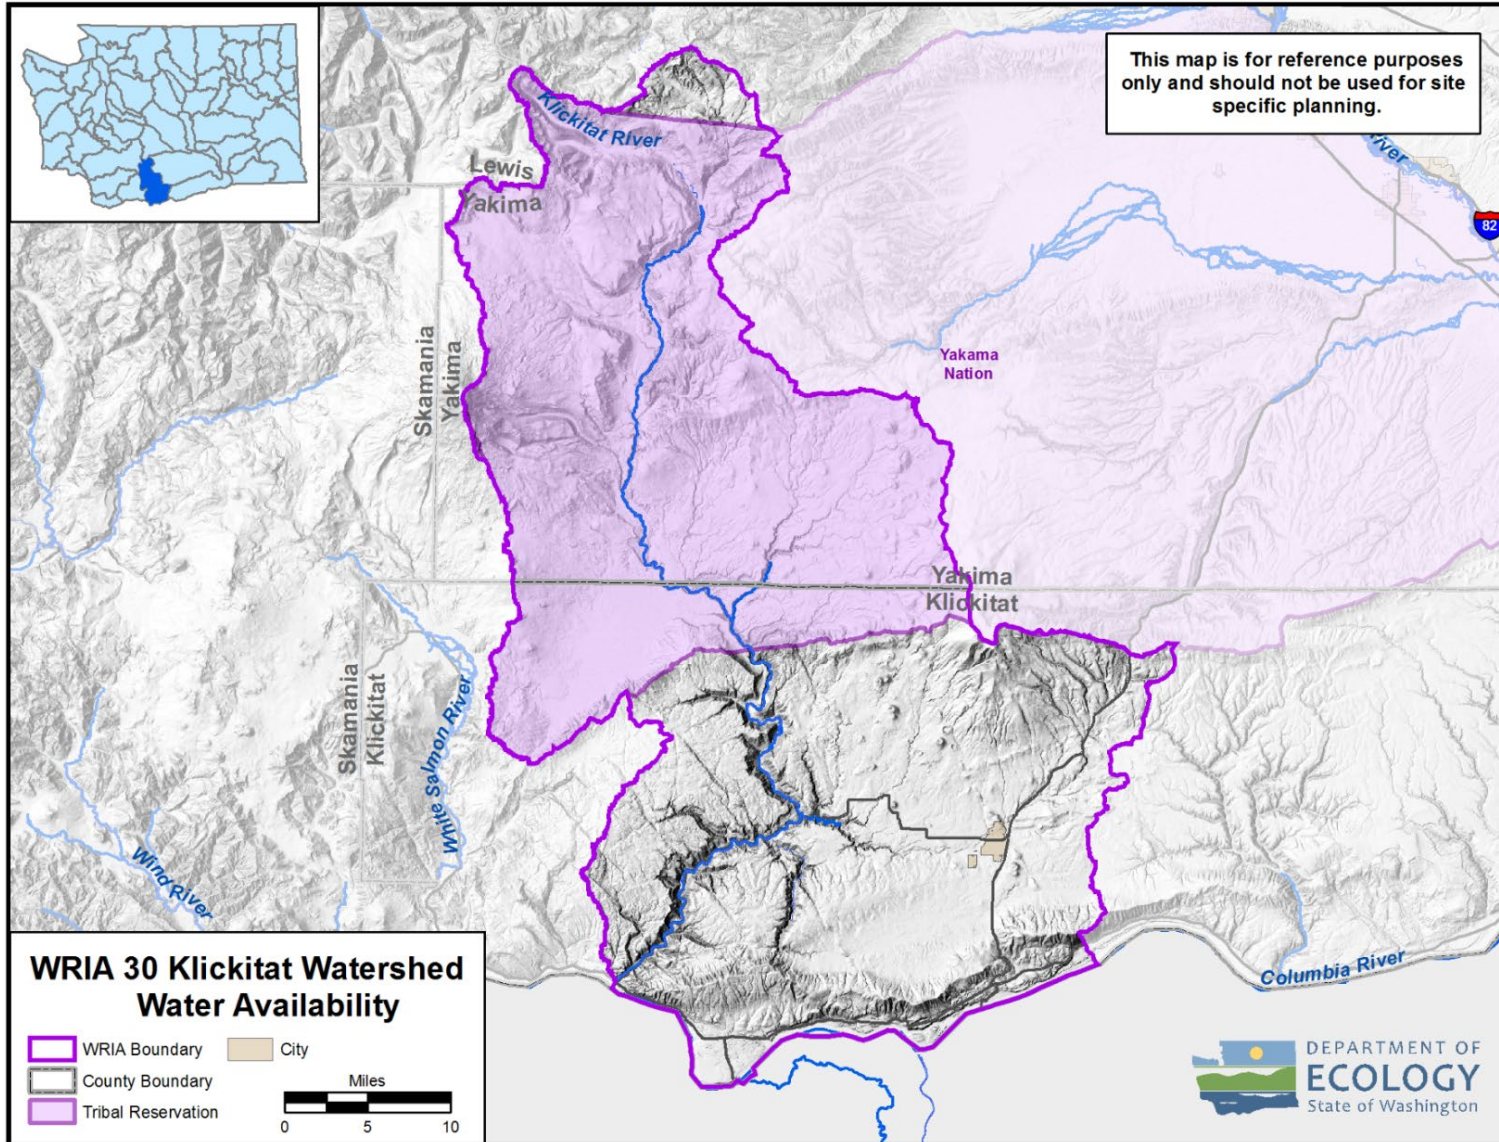 This map is for reference purposes
only and should not be used for site
specific planning.
Klickitat River
River
82
Lewis
Yakima
Skamania
Yakima
Yakama
Nation
Yakima
Klickitat
Skamania
Klickitat
White Salmon River
Wind River
Columbia River
WRIA 30 Klickitat Watershed
Water Availability
WRIA Boundary
City
County Boundary
Tribal Reservation
Miles
0 5 10
DEPARTMENT OF
ECOLOGY
State of Washington